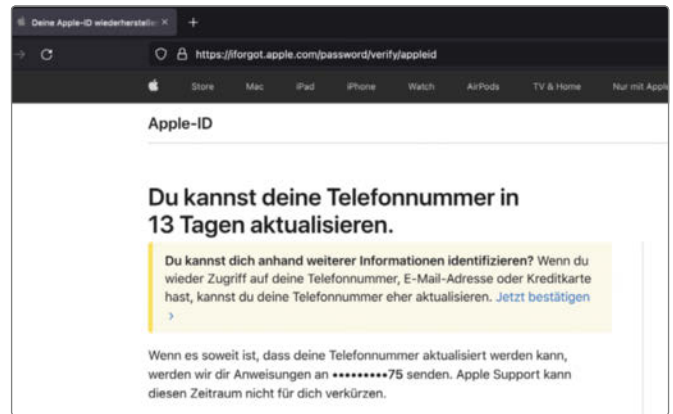 Deine Apple-ID wiederherstelle
https://iforgot.apple.com/password/verify/appleid
Store Mac iPad iPhone Watch AirPods TV & Home Nur mit Apple
Apple-ID
Du kannst deine Telefonnummer in
13 Tagen aktualisieren.
Du kannst dich anhand weiterer Informationen identifizieren? Wenn du
wieder Zugriff auf deine Telefonnummer, E-Mail-Adresse oder Kreditkarte
hast, kannst du deine Telefonnummer eher aktualisieren. Jetzt bestätigen
>
Wenn es soweit ist, dass deine Telefonnummer aktualisiert werden kann,
werden wir dir Anweisungen an •••••••••75 senden. Apple Support kann
diesen Zeitraum nicht für dich verkürzen.